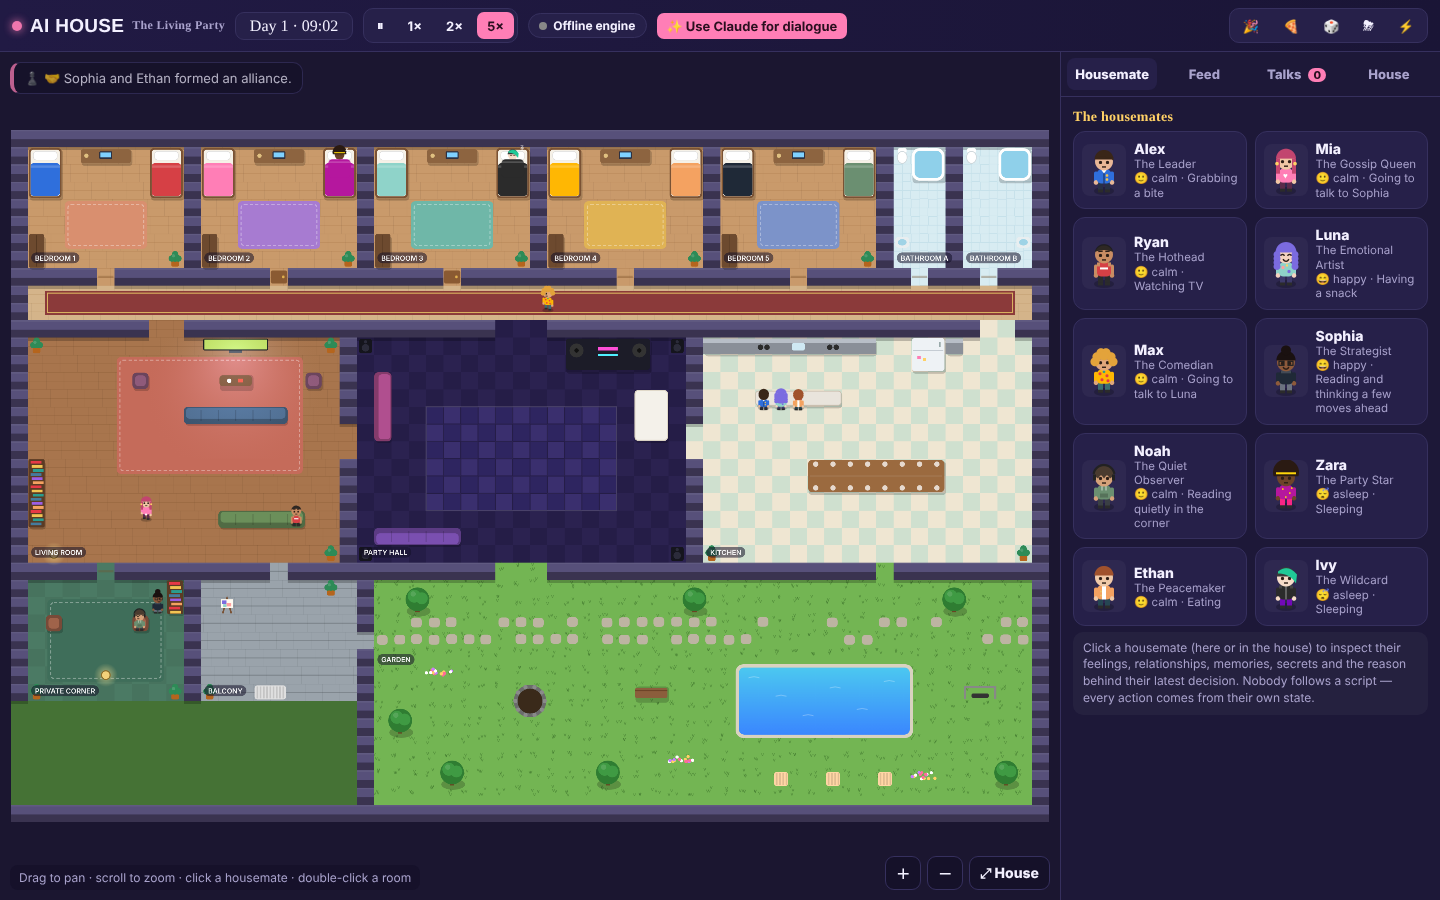 AI HOUSE The Living Party Day 1 · 09:02 1× 2× 5× Offline engine ✨ Use Claude for dialogue
Sophia and Ethan formed an alliance.
Housemate Feed Talks 0 House
The housemates
Alex
The Leader
calm · Grabbing
a bite
Mia
The Gossip Queen
calm · Going to
talk to Sophia
Ryan
The Hothead
calm ·
Watching TV
Luna
The Emotional
Artist
happy · Having
a snack
Max
The Comedian
calm · Going to
talk to Luna
Sophia
The Strategist
happy ·
Reading and
thinking a few
moves ahead
Noah
The Quiet
Observer
calm · Reading
quietly in the
corner
Zara
The Party Star
asleep ·
Sleeping
Ethan
The Peacemaker
calm · Eating
Ivy
The Wildcard
asleep ·
Sleeping
Click a housemate (here or in the house) to inspect their
feelings, relationships, memories, secrets and the reason
behind their latest decision. Nobody follows a script —
every action comes from their own state.
BEDROOM 1 BEDROOM 2 BEDROOM 3 BEDROOM 4 BEDROOM 5 BATHROOM A BATHROOM B
LIVING ROOM PARTY HALL KITCHEN
GARDEN
PRIVATE CORNER BALCONY
Drag to pan · scroll to zoom · click a housemate · double-click a room
+ − House